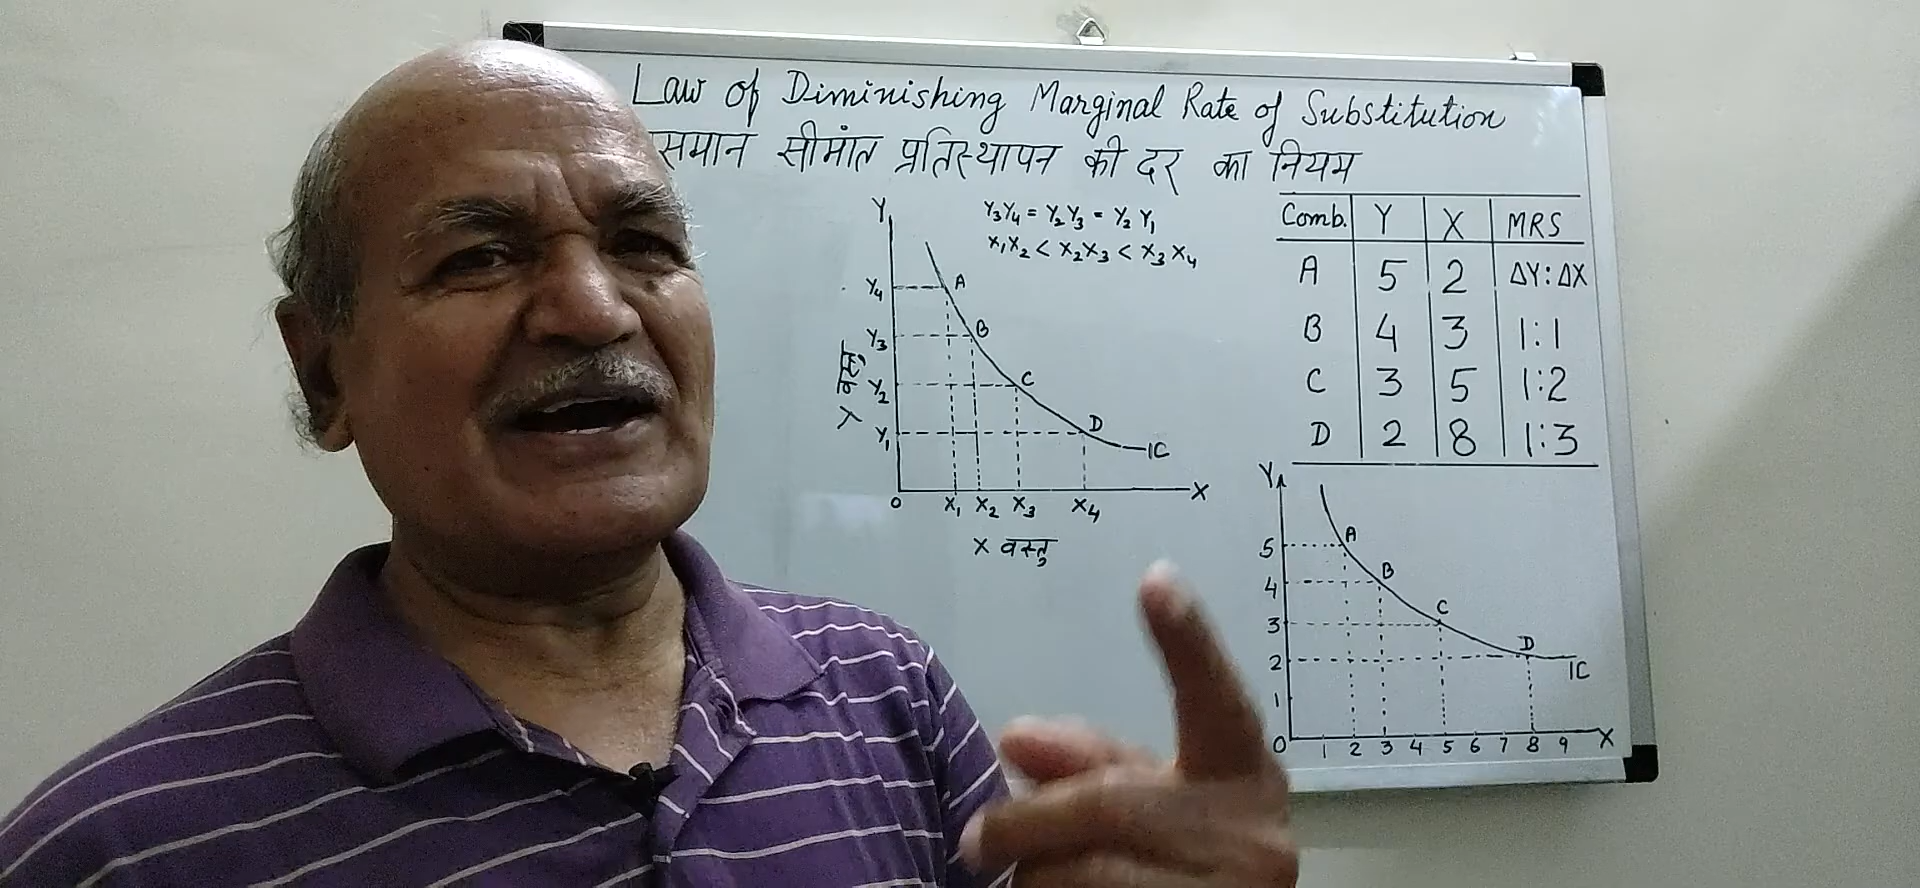 Law of Diminishing Marginal Rate of Substitution
समान सीमांत प्रतिस्थापन की दर का नियम
Y
Y₃Y₄ = Y₂Y₃ = Y₂Y₁
X₁X₂ < X₂X₃ < X₃X₄
Y₄ A
Y₃ B
Y₂ C
Y₁ D
IC
0 X₁ X₂ X₃ X₄ X
X वस्तु
Y वस्तु
Comb. Y X MRS
A 5 2 ΔY:ΔX
B 4 3 1:1
C 3 5 1:2
D 2 8 1:3
Y
5 A
4 B
3 C
2 D
IC
1
0 1 2 3 4 5 6 7 8 9 X